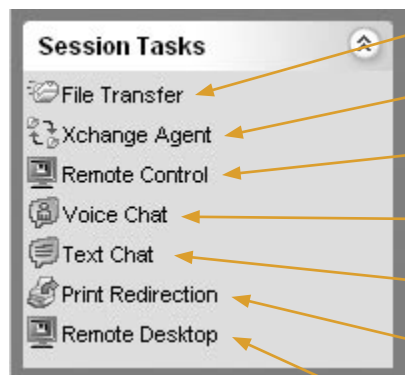 Session Tasks
File Transfer
Xchange Agent
Remote Control
Voice Chat
Text Chat
Print Redirection
Remote Desktop